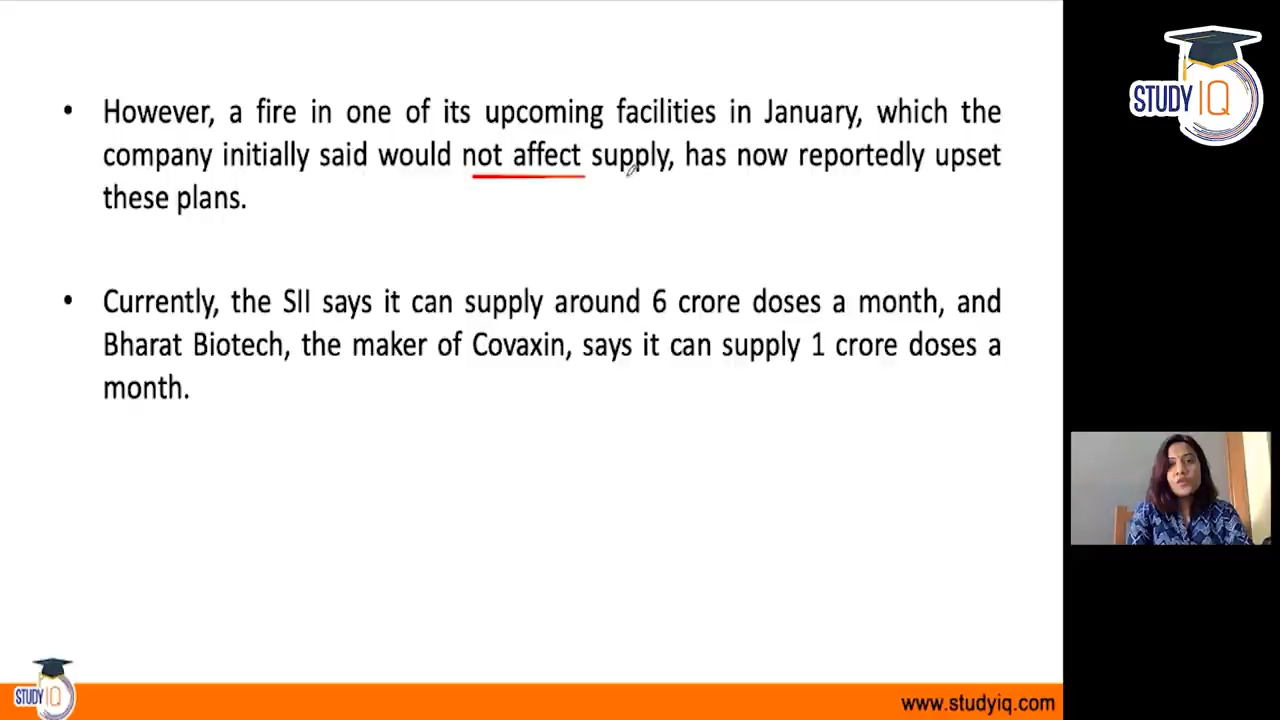 STUDY IQ
• However, a fire in one of its upcoming facilities in January, which the
company initially said would not affect supply, has now reportedly upset
these plans.
• Currently, the SII says it can supply around 6 crore doses a month, and
Bharat Biotech, the maker of Covaxin, says it can supply 1 crore doses a
month.
STUDY IQ
www.studyiq.com